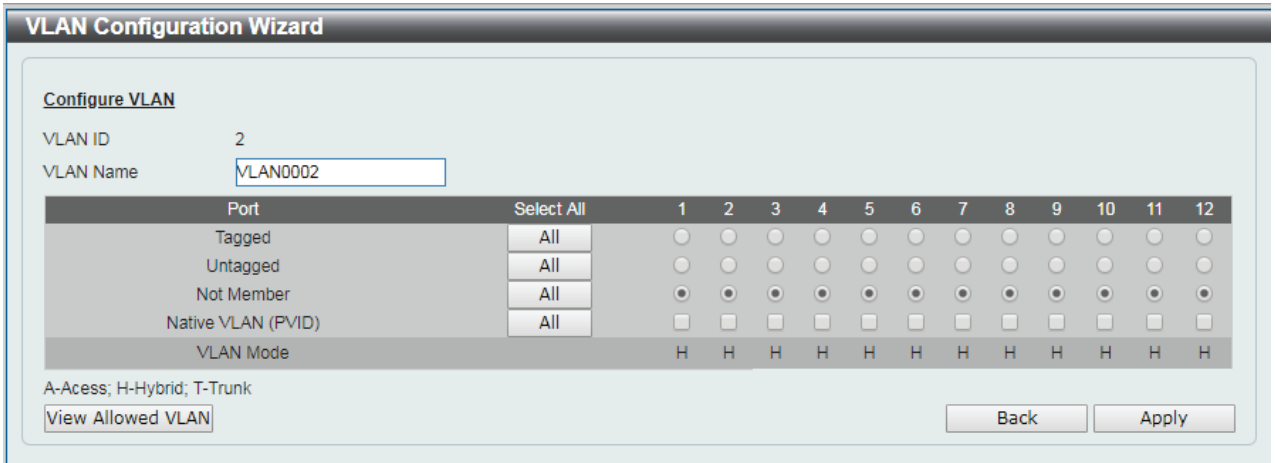 VLAN Configuration Wizard
Configure VLAN
VLAN ID 2
VLAN Name VLAN0002
Port Select All 1 2 3 4 5 6 7 8 9 10 11 12
Tagged All
Untagged All
Not Member All
Native VLAN (PVID) All
VLAN Mode H H H H H H H H H H H H
A-Acess; H-Hybrid; T-Trunk
View Allowed VLAN Back Apply